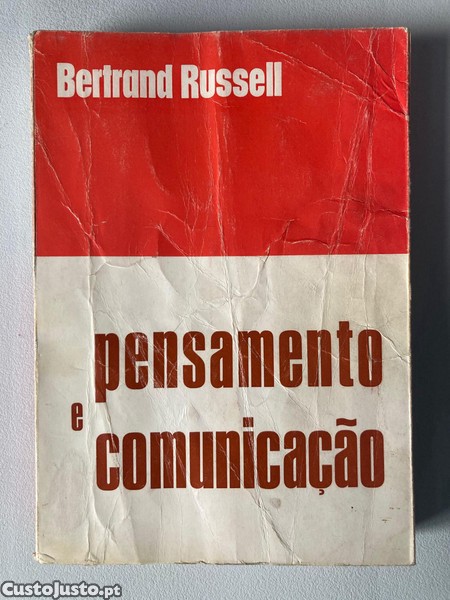 Bertrand Russell
pensamento
e
comunicação
CustoJusto.pt